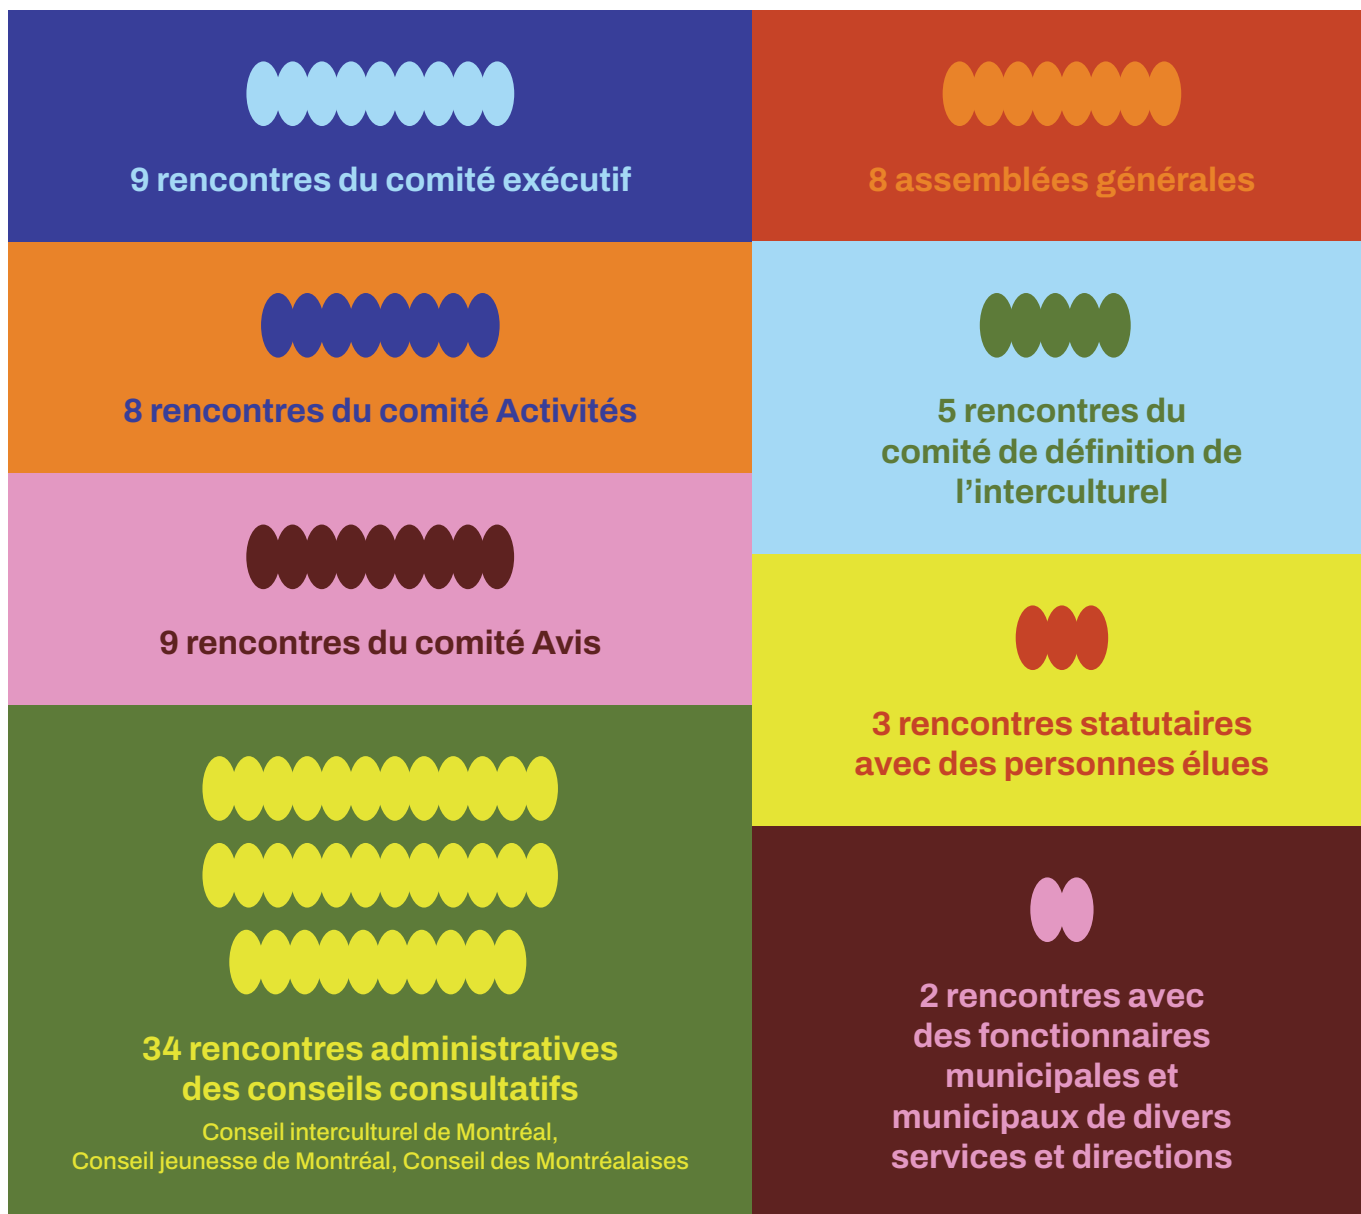 9 rencontres du comité exécutif
8 rencontres du comité Activités
9 rencontres du comité Avis
34 rencontres administratives
des conseils consultatifs
Conseil interculturel de Montréal,
Conseil jeunesse de Montréal, Conseil des Montréalaises
8 assemblées générales
5 rencontres du
comité de définition de
l’interculturel
3 rencontres statutaires
avec des personnes élues
2 rencontres avec
des fonctionnaires
municipales et
municipaux de divers
services et directions